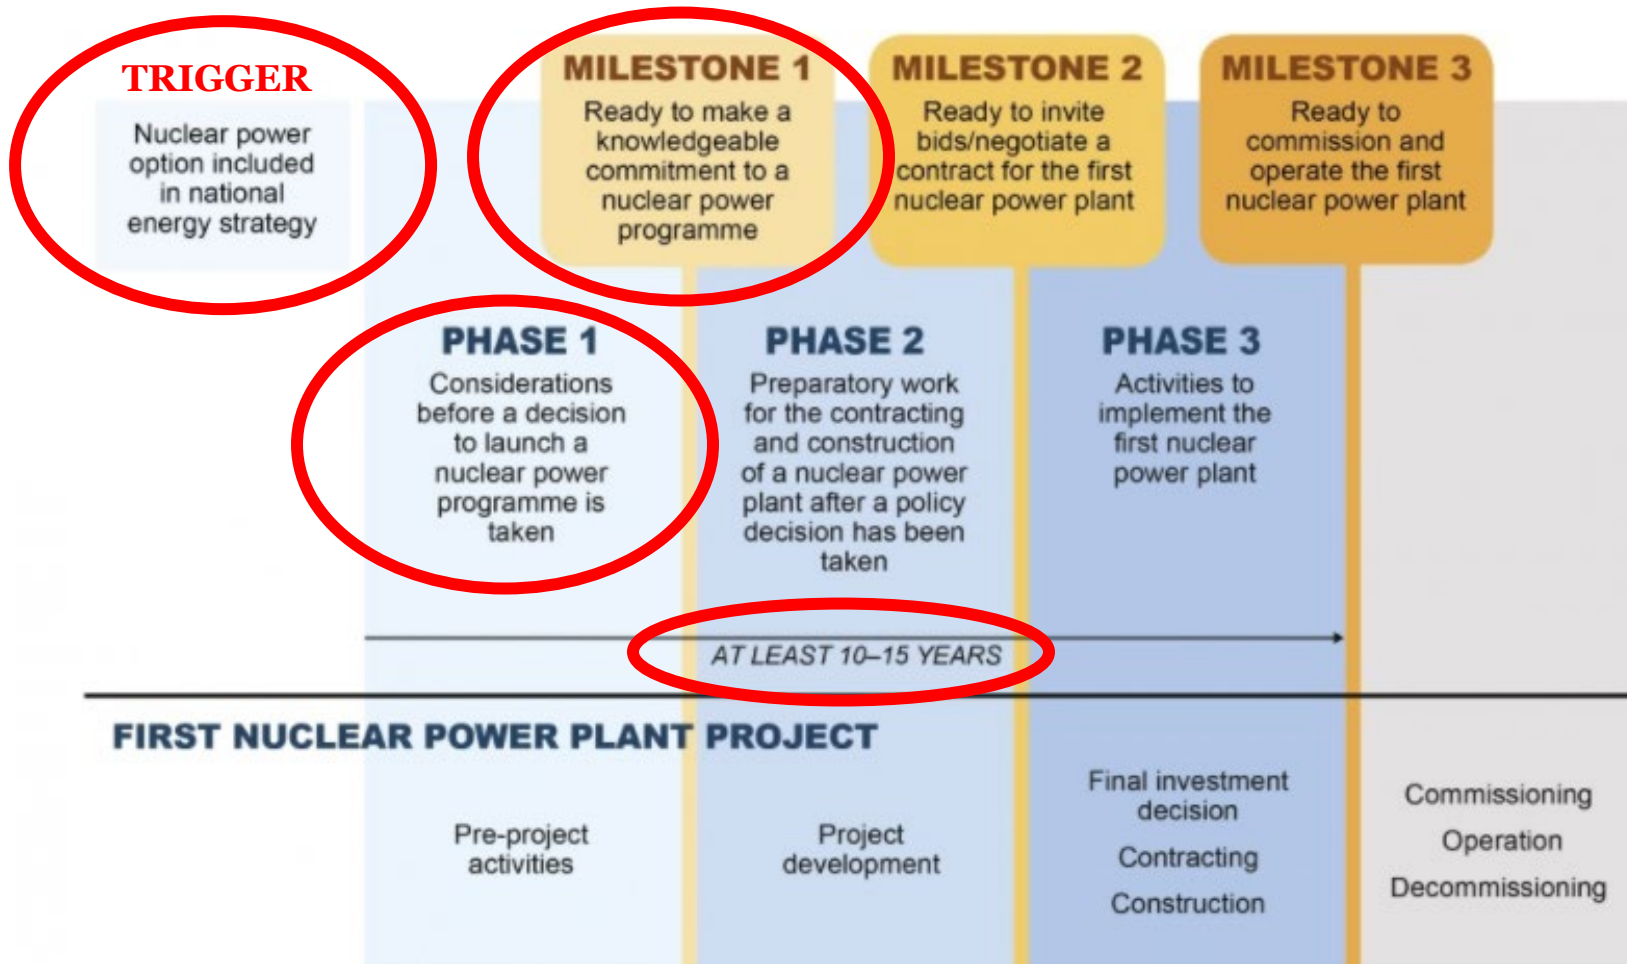 TRIGGER
Nuclear power
option included
in national
energy strategy
MILESTONE 1
Ready to make a
knowledgeable
commitment to a
nuclear power
programme
MILESTONE 2
Ready to invite
bids/negotiate a
contract for the first
nuclear power plant
MILESTONE 3
Ready to
commission and
operate the first
nuclear power plant
PHASE 1
Considerations
before a decision
to launch a
nuclear power
programme is
taken
PHASE 2
Preparatory work
for the contracting
and construction
of a nuclear power
plant after a policy
decision has been
taken
PHASE 3
Activities to
implement the
first nuclear
power plant
AT LEAST 10–15 YEARS
FIRST NUCLEAR POWER PLANT PROJECT
Pre-project
activities
Project
development
Final investment
decision
Contracting
Construction
Commissioning
Operation
Decommissioning